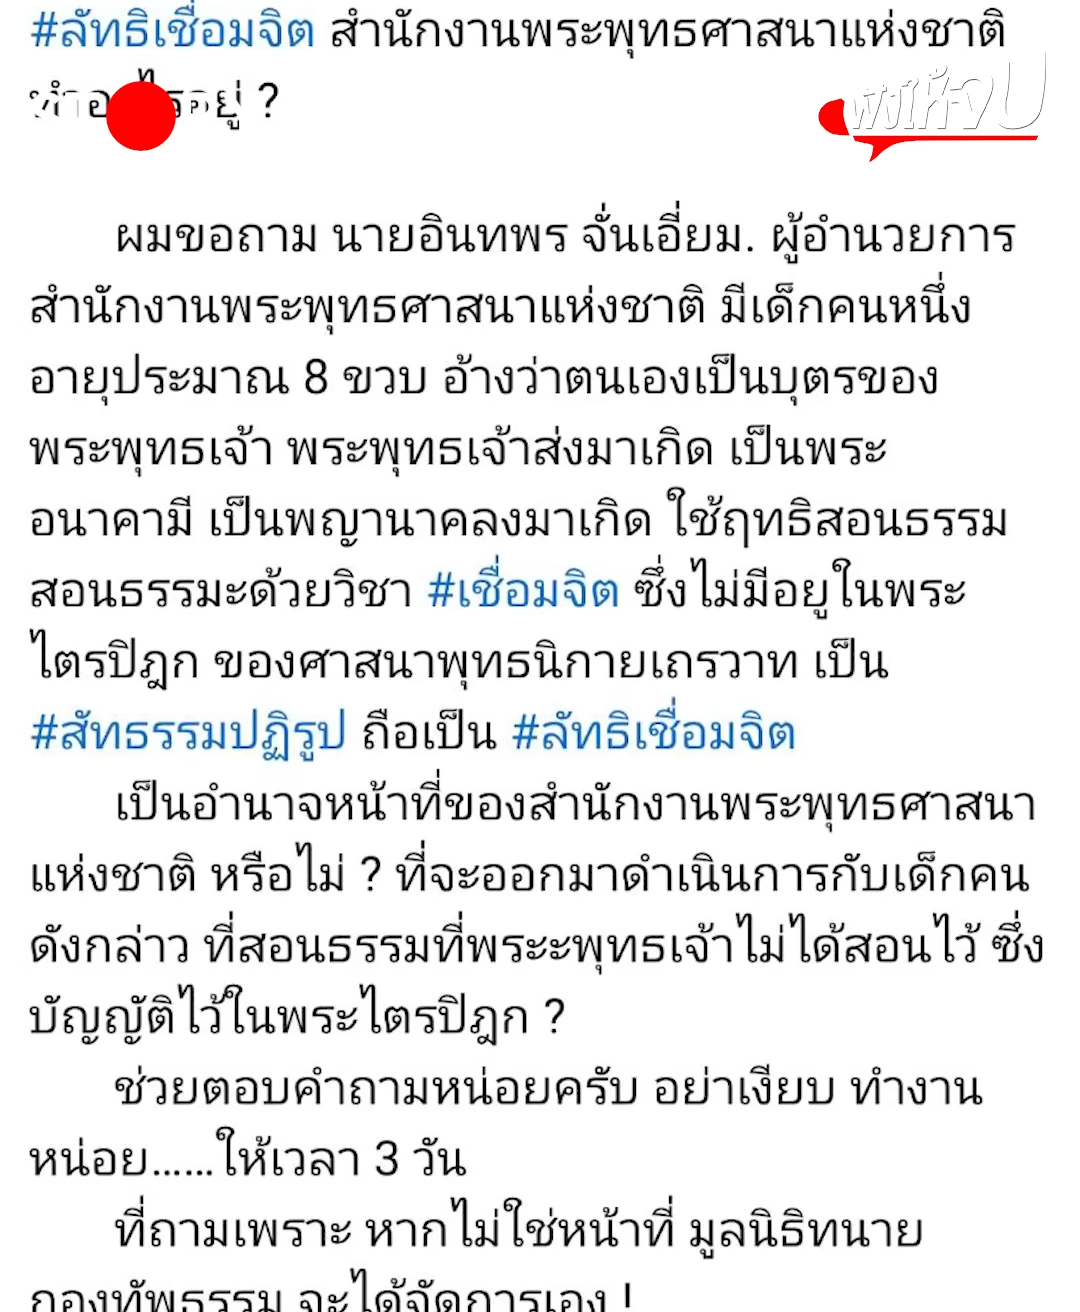 #ลัทธิเชื่อมจิต สำนักงานพระพุทธศาสนาแห่งชาติ
อยู่ ?
ฟังให้จบ
ผมขอถาม นายอินทพร จั่นเอี่ยม. ผู้อำนวยการ
สำนักงานพระพุทธศาสนาแห่งชาติ มีเด็กคนหนึ่ง
อายุประมาณ 8 ขวบ อ้างว่าตนเองเป็นบุตรของ
พระพุทธเจ้า พระพุทธเจ้าส่งมาเกิด เป็นพระ
อนาคามี เป็นพญานาคลงมาเกิด ใช้ฤทธิสอนธรรม
สอนธรรมะด้วยวิชา #เชื่อมจิต ซึ่งไม่มีอยูในพระ
ไตรปิฎก ของศาสนาพุทธนิกายเถรวาท เป็น
#สัทธรรมปฏิรูป ถือเป็น #ลัทธิเชื่อมจิต
เป็นอำนาจหน้าที่ของสำนักงานพระพุทธศาสนา
แห่งชาติ หรือไม่ ? ที่จะออกมาดำเนินการกับเด็กคน
ดังกล่าว ที่สอนธรรมที่พระะพุทธเจ้าไม่ได้สอนไว้ ซึ่ง
บัญญัติไว้ในพระไตรปิฎก ?
ช่วยตอบคำถามหน่อยครับ อย่าเงียบ ทำงาน
หน่อย......ให้เวลา 3 วัน
ที่ถามเพราะ หากไม่ใช่หน้าที่ มูลนิธิทนาย
กองทัพธรรม จะได้จัดการเอง !